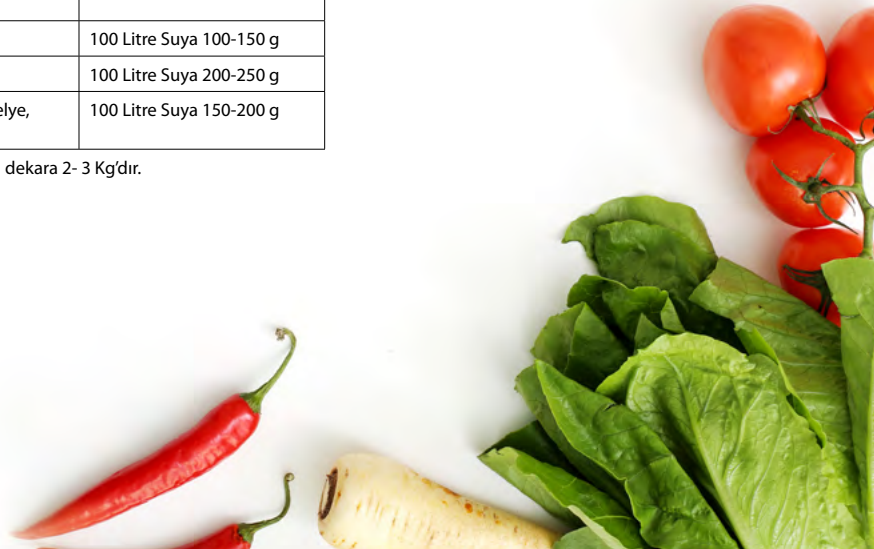 100 Litre Suya 100-150 g
100 Litre Suya 200-250 g
elye,
100 Litre Suya 150-200 g
dekara 2- 3 Kg’dır.